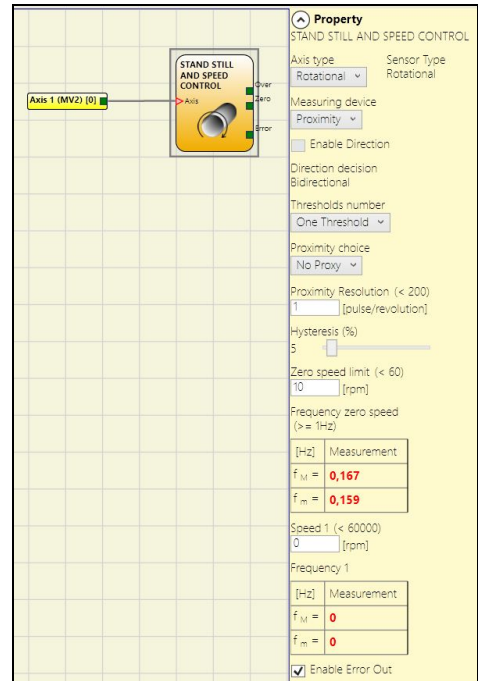 STAND STILL
AND SPEED
CONTROL
Over
Zero
Error
Axis
Axis 1 (MV2) [0]
Property
STAND STILL AND SPEED CONTROL
Axis type
Sensor Type
Rotational
Rotational
Measuring device
Proximity
Enable Direction
Direction decision
Bidirectional
Thresholds number
One Threshold
Proximity choice
No Proxy
Proximity Resolution (< 200)
1 [pulse/revolution]
Hysteresis (%)
5
Zero speed limit (< 60)
10 [rpm]
Frequency zero speed
(>= 1Hz)
[Hz] Measurement
f M = 0,167
f m = 0,159
Speed 1 (< 60000)
0 [rpm]
Frequency 1
[Hz] Measurement
f M = 0
f m = 0
Enable Error Out